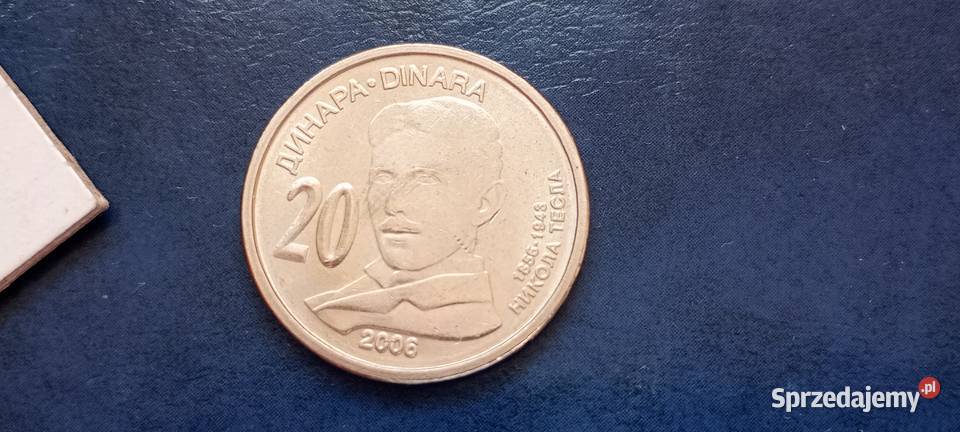 ДИНАРА · DINARA
20
1856-1943
НИКОЛА ТЕСЛА
2006
Sprzedajemy.pl